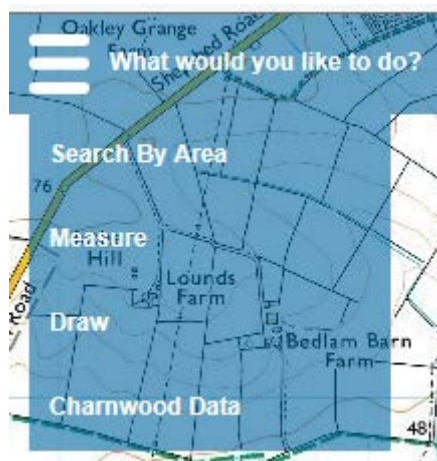 Oakley Grange
Farm
Shepshed Road
What would you like to do?
Search By Area
76
Measure
Hill
Lounds
Farm
Road
Draw
Bedlam Barn
Farm
Charnwood Data
48